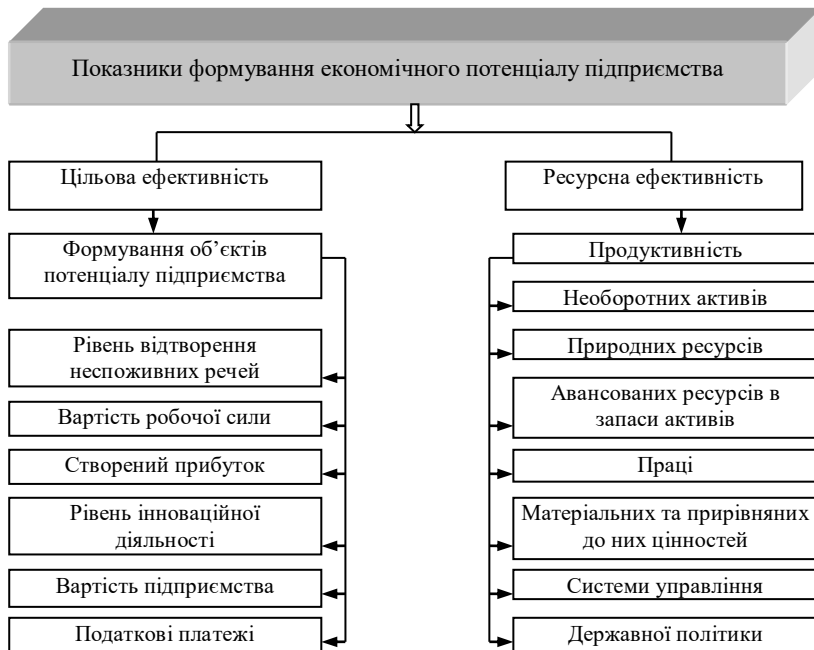 Показники формування економічного потенціалу підприємства
Цільова ефективність
Формування об’єктів
потенціалу підприємства
Рівень відтворення
неспоживних речей
Вартість робочої сили
Створений прибуток
Рівень інноваційної
діяльності
Вартість підприємства
Податкові платежі
Ресурсна ефективність
Продуктивність
Необоротних активів
Природних ресурсів
Авансованих ресурсів в
запаси активів
Праці
Матеріальних та прирівняних
до них цінностей
Системи управління
Державної політики